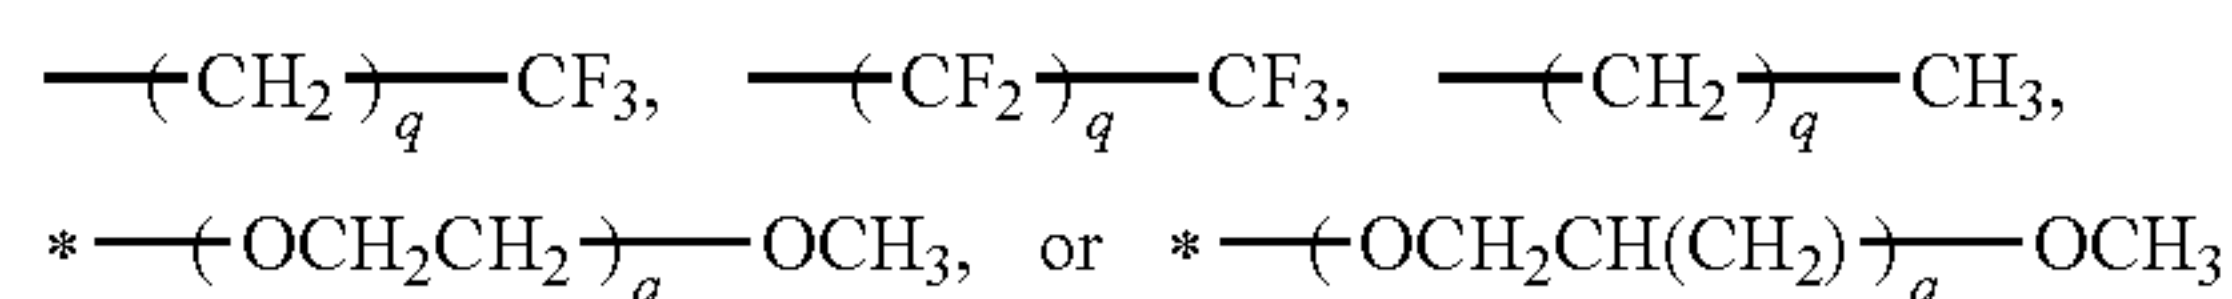 —(CH₂)q—CF₃, —(CF₂)q—CF₃, —(CH₂)q—CH₃,
*—(OCH₂CH₂)q—OCH₃, or *—(OCH₂CH(CH₂))q—OCH₃